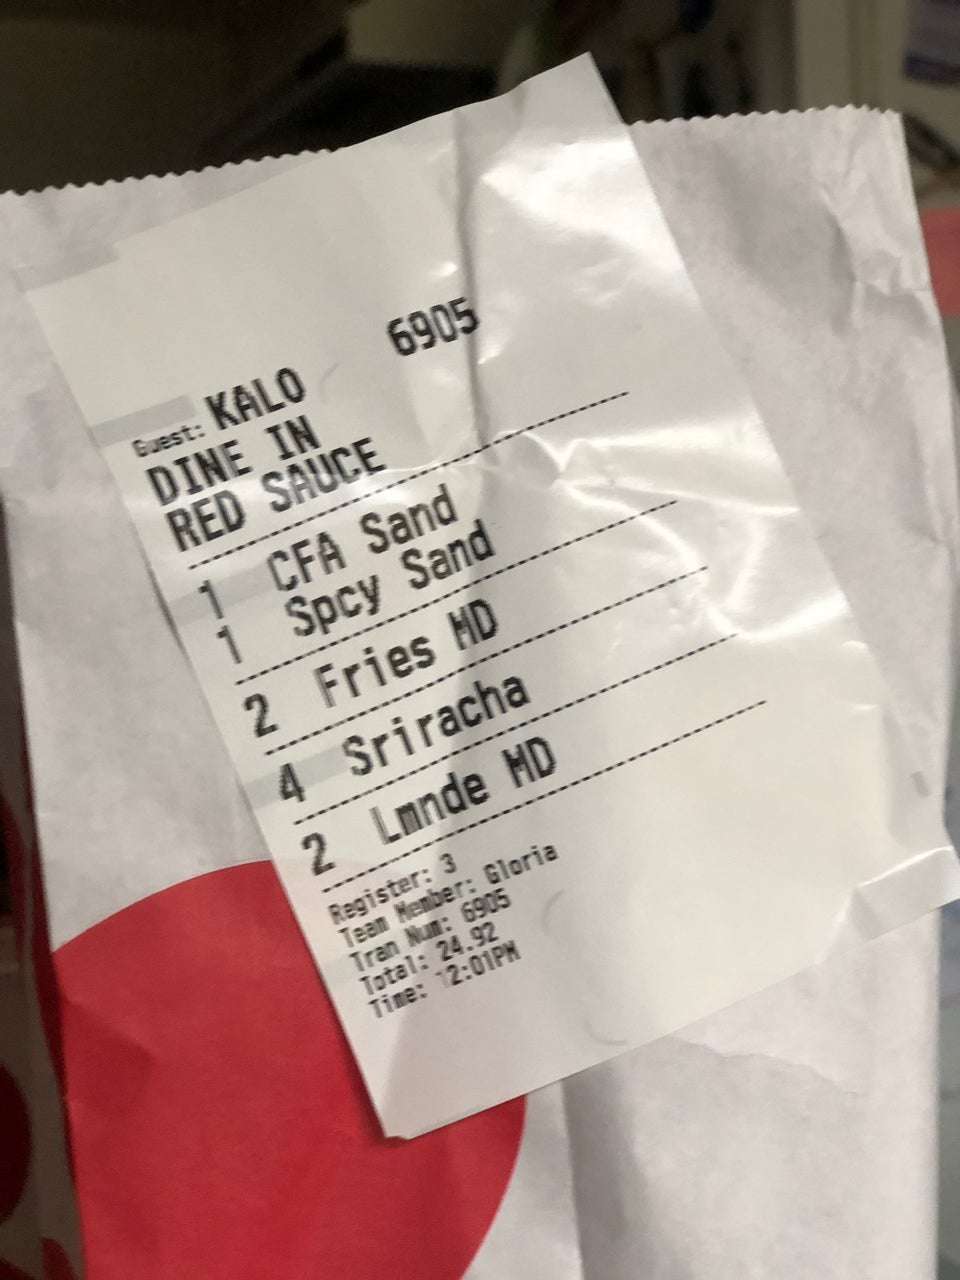 6905
Guest: KALO
DINE IN
RED SAUCE
1 CFA Sand
1 Spcy Sand
2 Fries MD
4 Sriracha
2 Lmnde MD
Register: 3
Team Member: Gloria
Tran Num: 6905
Total: 24.92
Time: 12:01PM